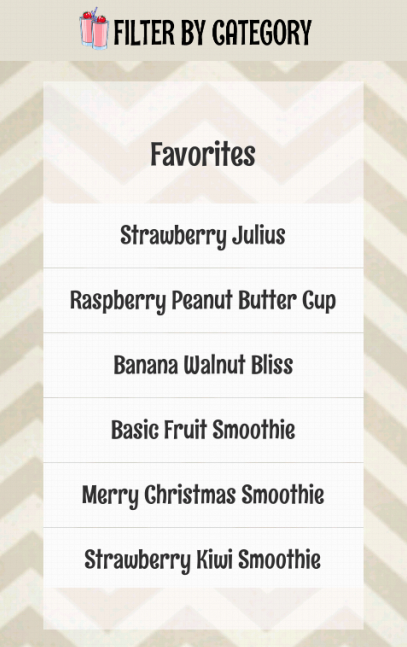 FILTER BY CATEGORY
Favorites
Strawberry Julius
Raspberry Peanut Butter Cup
Banana Walnut Bliss
Basic Fruit Smoothie
Merry Christmas Smoothie
Strawberry Kiwi Smoothie